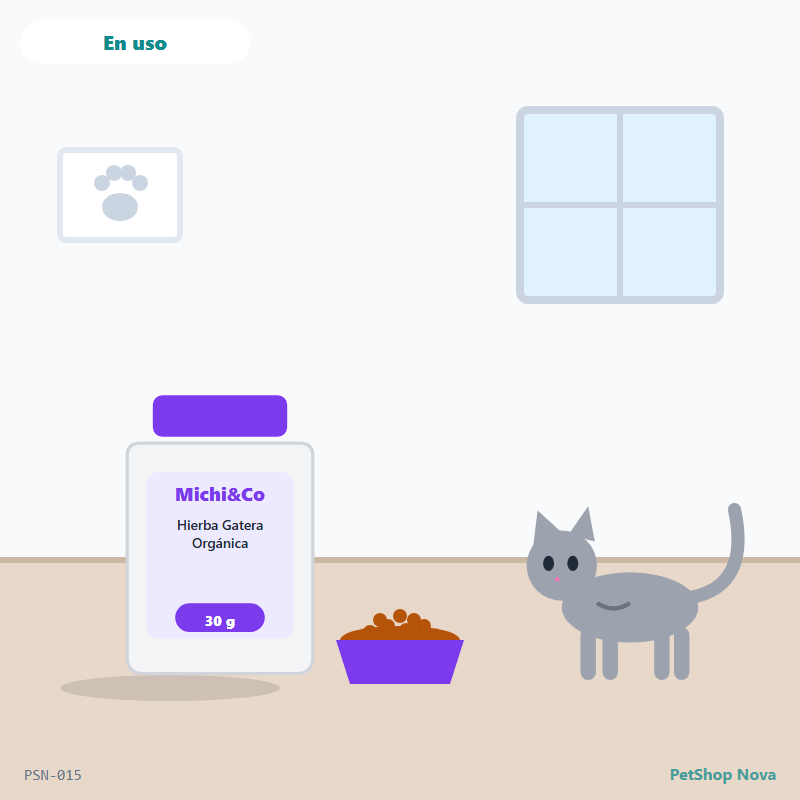 En uso
Michi&Co
Hierba Gatera
Orgánica
30 g
PSN-015
PetShop Nova